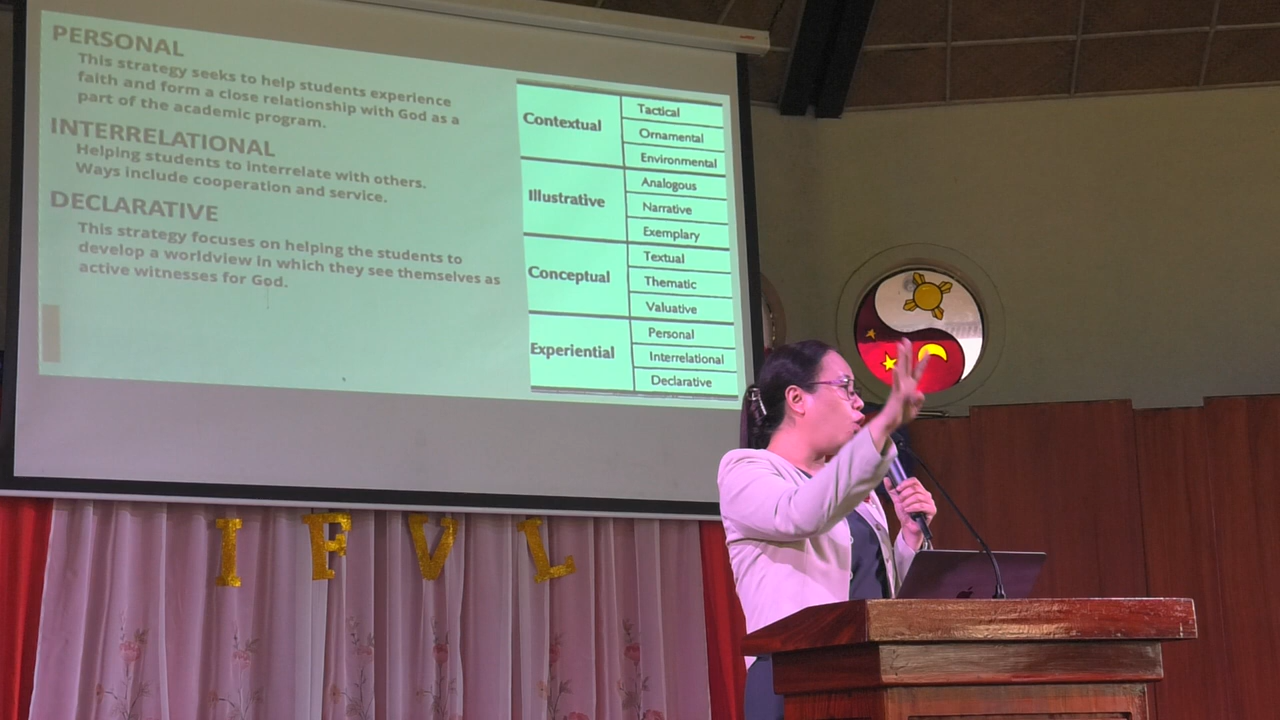 PERSONAL
This strategy seeks to help students experience
faith and form a close relationship with God as a
part of the academic program.
INTERRELATIONAL
Helping students to interrelate with others.
Ways include cooperation and service.
DECLARATIVE
This strategy focuses on helping the students to
develop a worldview in which they see themselves as
active witnesses for God.
Contextual
Tactical
Ornamental
Environmental
Illustrative
Analogous
Narrative
Exemplary
Conceptual
Textual
Thematic
Valuative
Experiential
Personal
Interrelational
Declarative
I F V L